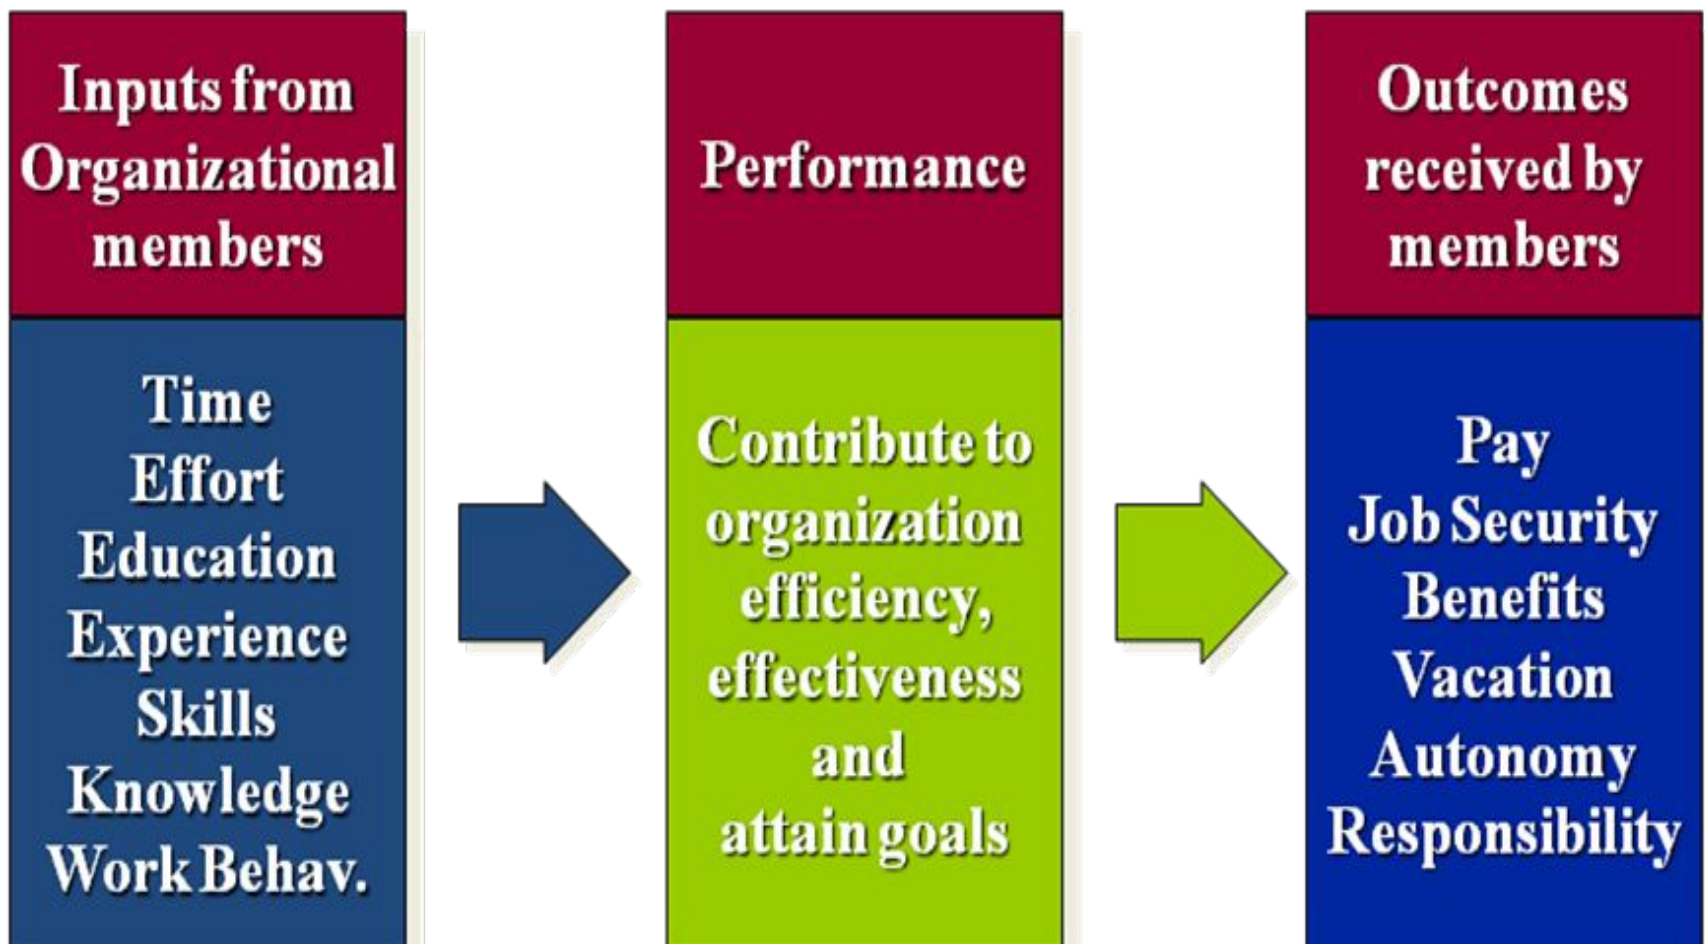 Inputs from
Organizational
members
Time
Effort
Education
Experience
Skills
Knowledge
Work Behav.
Performance
Contribute to
organization
efficiency,
effectiveness
and
attain goals
Outcomes
received by
members
Pay
Job Security
Benefits
Vacation
Autonomy
Responsibility